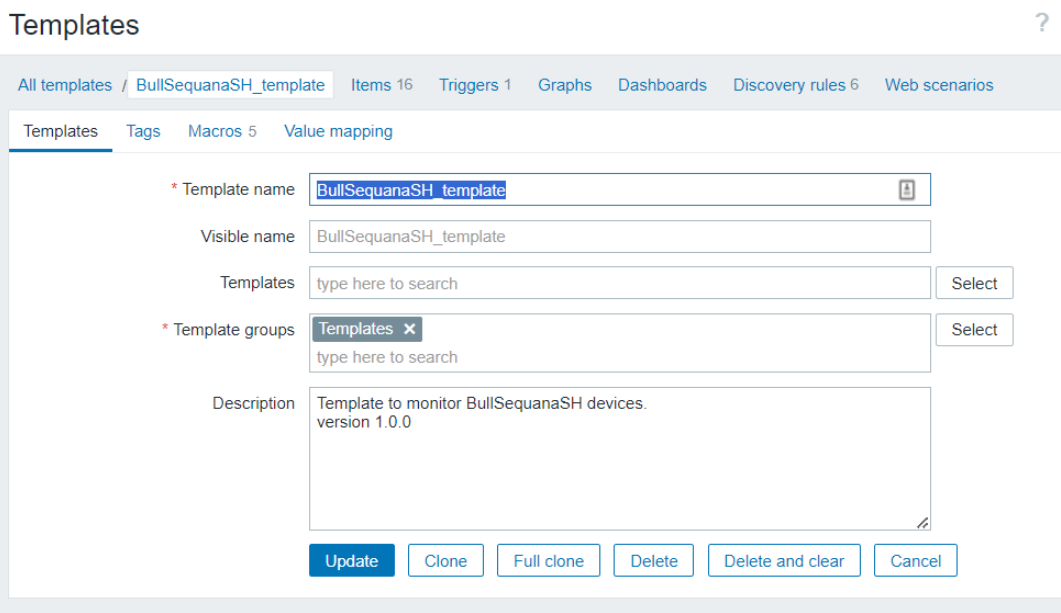 Templates ?
All templates / BullSequanaSH_template Items 16 Triggers 1 Graphs Dashboards Discovery rules 6 Web scenarios
Templates Tags Macros 5 Value mapping
* Template name BullSequanaSH_template
Visible name BullSequanaSH_template
Templates type here to search Select
* Template groups Templates × Select
type here to search
Description Template to monitor BullSequanaSH devices.
version 1.0.0
Update Clone Full clone Delete Delete and clear Cancel